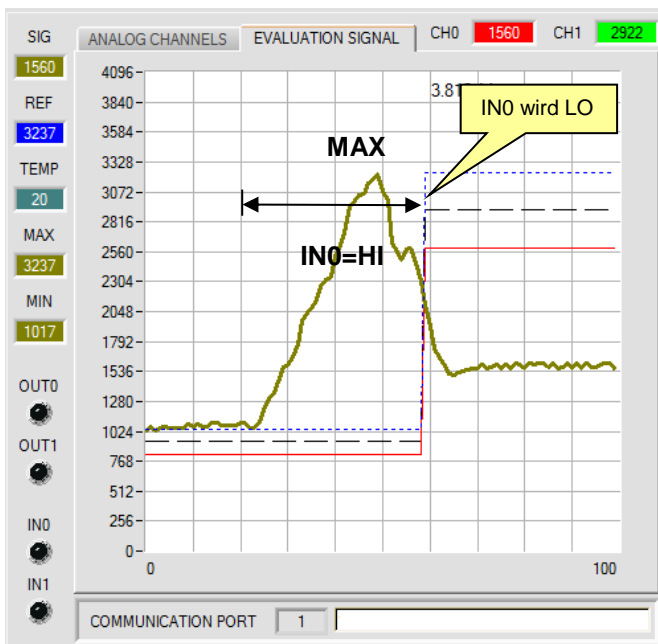 SIG
1560
REF
3237
TEMP
20
MAX
3237
MIN
1017
OUT0
OUT1
IN0
IN1
ANALOG CHANNELS
EVALUATION SIGNAL
CH0 1560
CH1 2922
4096
3840
3584
3328
3072
2816
2560
2304
2048
1792
1536
1280
1024
768
512
256
0
0
100
IN0 wird LO
MAX
IN0=HI
COMMUNICATION PORT 1